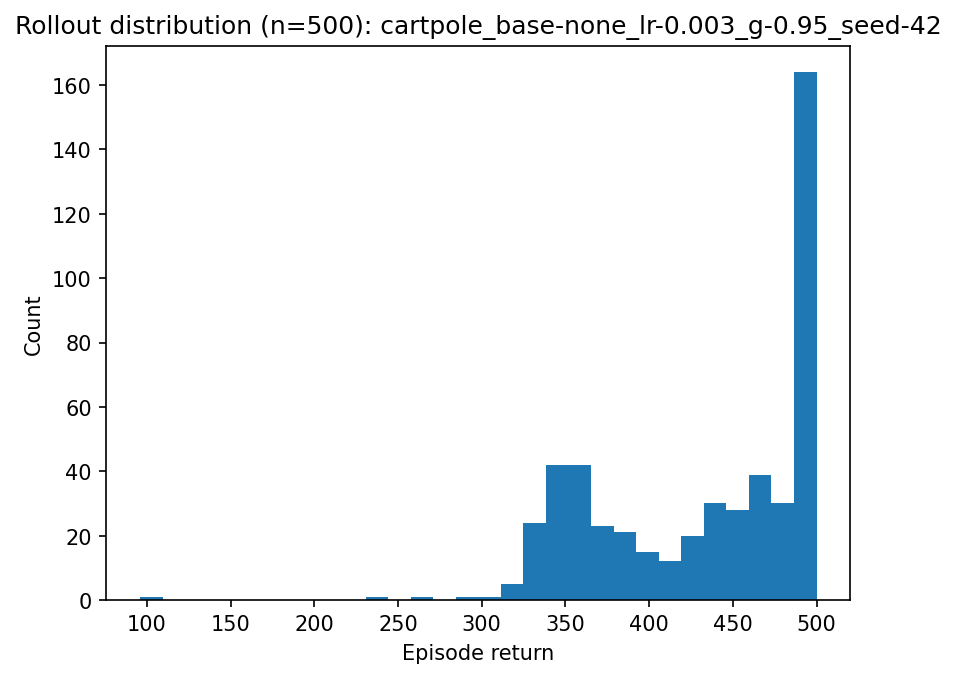 Rollout distribution (n=500): cartpole_base-none_lr-0.003_g-0.95_seed-42
160
140
120
100
80
60
40
20
0
Count
100 150 200 250 300 350 400 450 500
Episode return